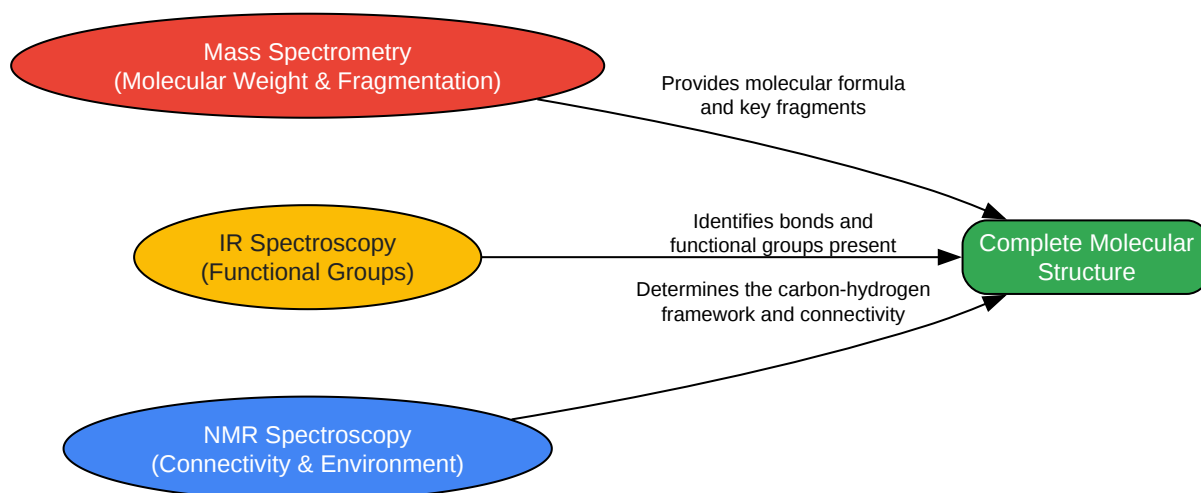 Mass Spectrometry
(Molecular Weight & Fragmentation)
Provides molecular formula
and key fragments
IR Spectroscopy
(Functional Groups)
Identifies bonds and
functional groups present
Complete Molecular
Structure
Determines the carbon-hydrogen
framework and connectivity
NMR Spectroscopy
(Connectivity & Environment)